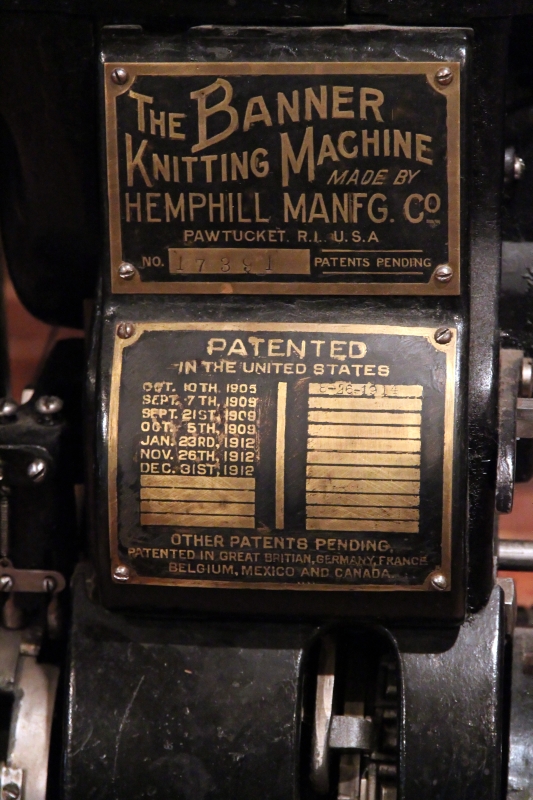 THE BANNER
KNITTING MACHINE
MADE BY
HEMPHILL MANFG. CO
PAWTUCKET. R.I. U.S.A
NO. 17391 PATENTS PENDING
PATENTED
IN THE UNITED STATES
OCT. 10TH, 1905
SEPT. 7TH, 1909
SEPT. 21ST, 1909
OCT. 5TH, 1909
JAN. 23RD, 1912
NOV. 26TH, 1912
DEC. 31ST, 1912
OTHER PATENTS PENDING,
PATENTED IN GREAT BRITIAN, GERMANY, FRANCE
BELGIUM, MEXICO AND CANADA